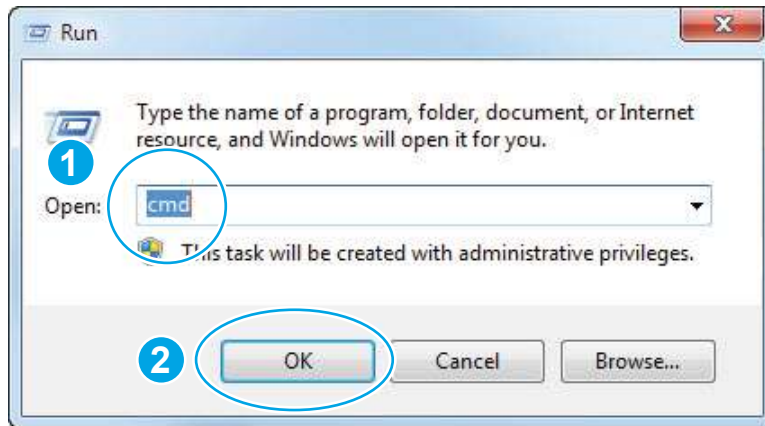 Run
Type the name of a program, folder, document, or Internet
resource, and Windows will open it for you.
1
Open: cmd
This task will be created with administrative privileges.
2 OK Cancel Browse...